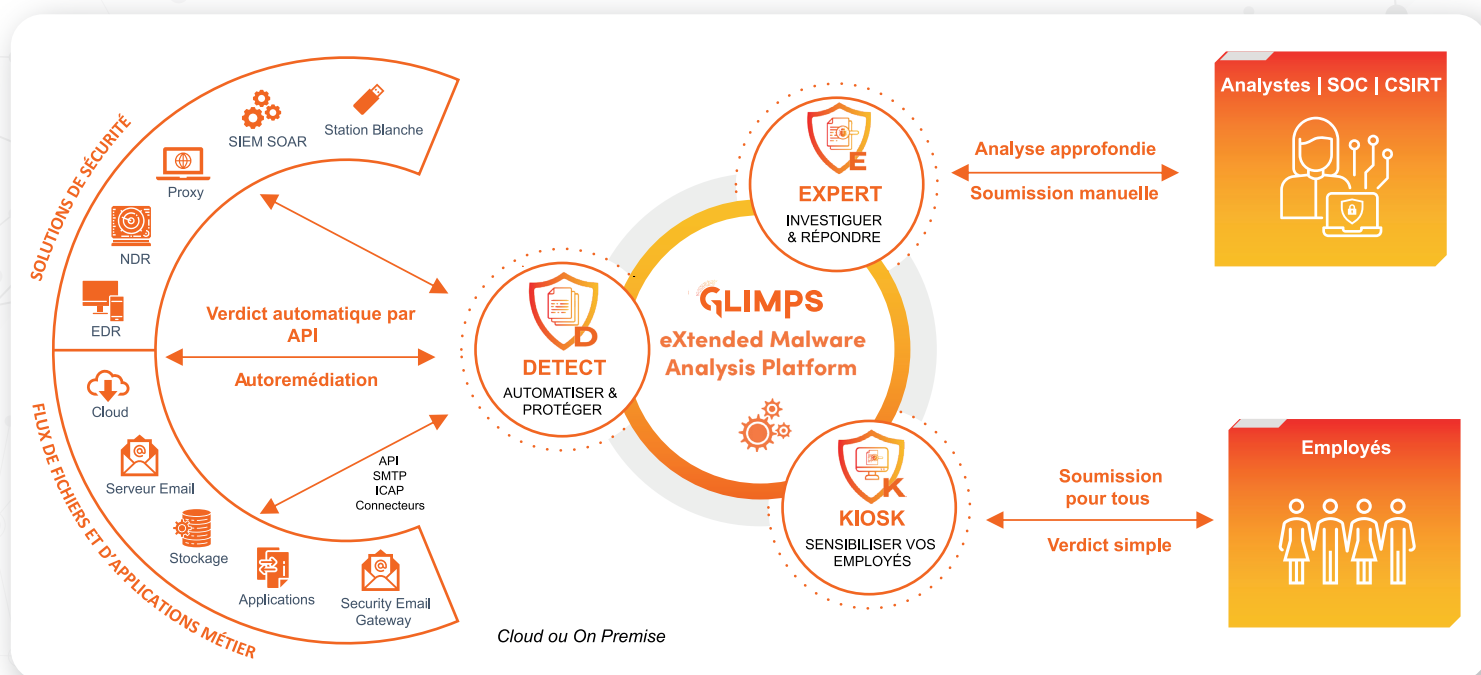 SOLUTIONS DE SÉCURITÉ
Station Blanche
SIEM SOAR
Proxy
NDR
EDR
FLUX DE FICHIERS ET D'APPLICATIONS MÉTIER
Cloud
Serveur Email
Stockage
Applications
Security Email
Gateway
Verdict automatique par
API
Autoremédiation
API
SMTP
ICAP
Connecteurs
D
DETECT
AUTOMATISER &
PROTÉGER
GLIMPS
eXtended Malware
Analysis Platform
E
EXPERT
INVESTIGUER
& RÉPONDRE
K
KIOSK
SENSIBILISER VOS
EMPLOYÉS
Analyse approfondie
Soumission manuelle
Analystes | SOC | CSIRT
Soumission
pour tous
Verdict simple
Employés
Cloud ou On Premise